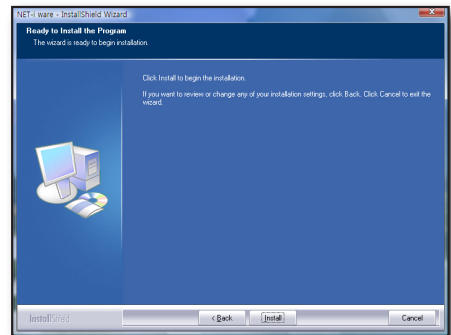 NET-i ware - InstallShield Wizard
Ready to Install the Program
The wizard is ready to begin installation.
Click Install to begin the installation.
If you want to review or change any of your installation settings, click Back. Click Cancel to exit the
wizard.
InstallShield
< Back Install Cancel